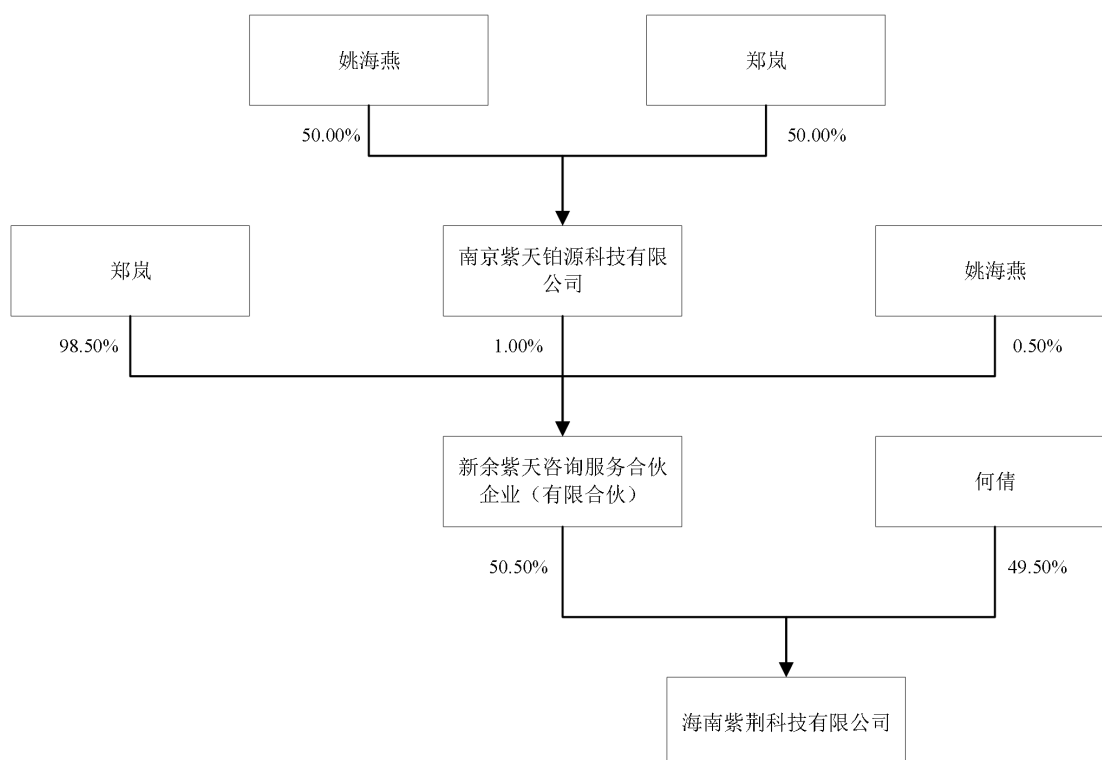 姚海燕
郑岚
50.00%
50.00%
郑岚
南京紫天铂源科技有限
公司
姚海燕
98.50%
1.00%
0.50%
新余紫天咨询服务合伙
企业（有限合伙）
何倩
50.50%
49.50%
海南紫荆科技有限公司